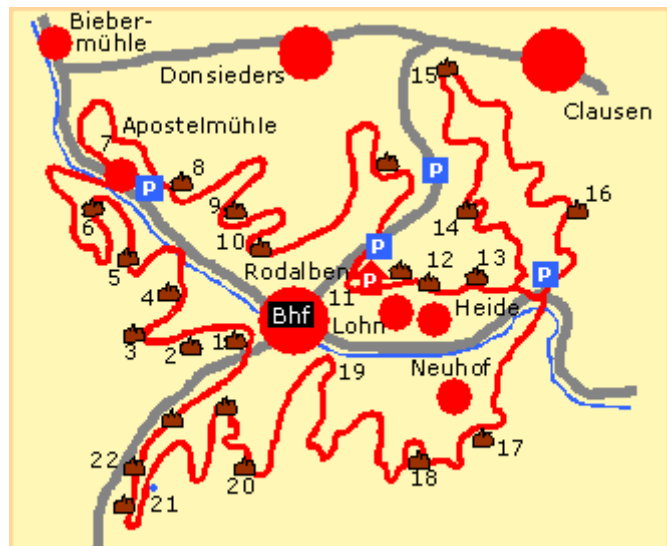 Bieber-
mühle
Donsieders
15
Clausen
Apostelmühle
7
8
P
P
9
6
14
16
10
P
5
Rodalben
P
12
13
P
4
11
Bhf
Lohn
Heide
3
2
1
19
Neuhof
17
22
20
18
21